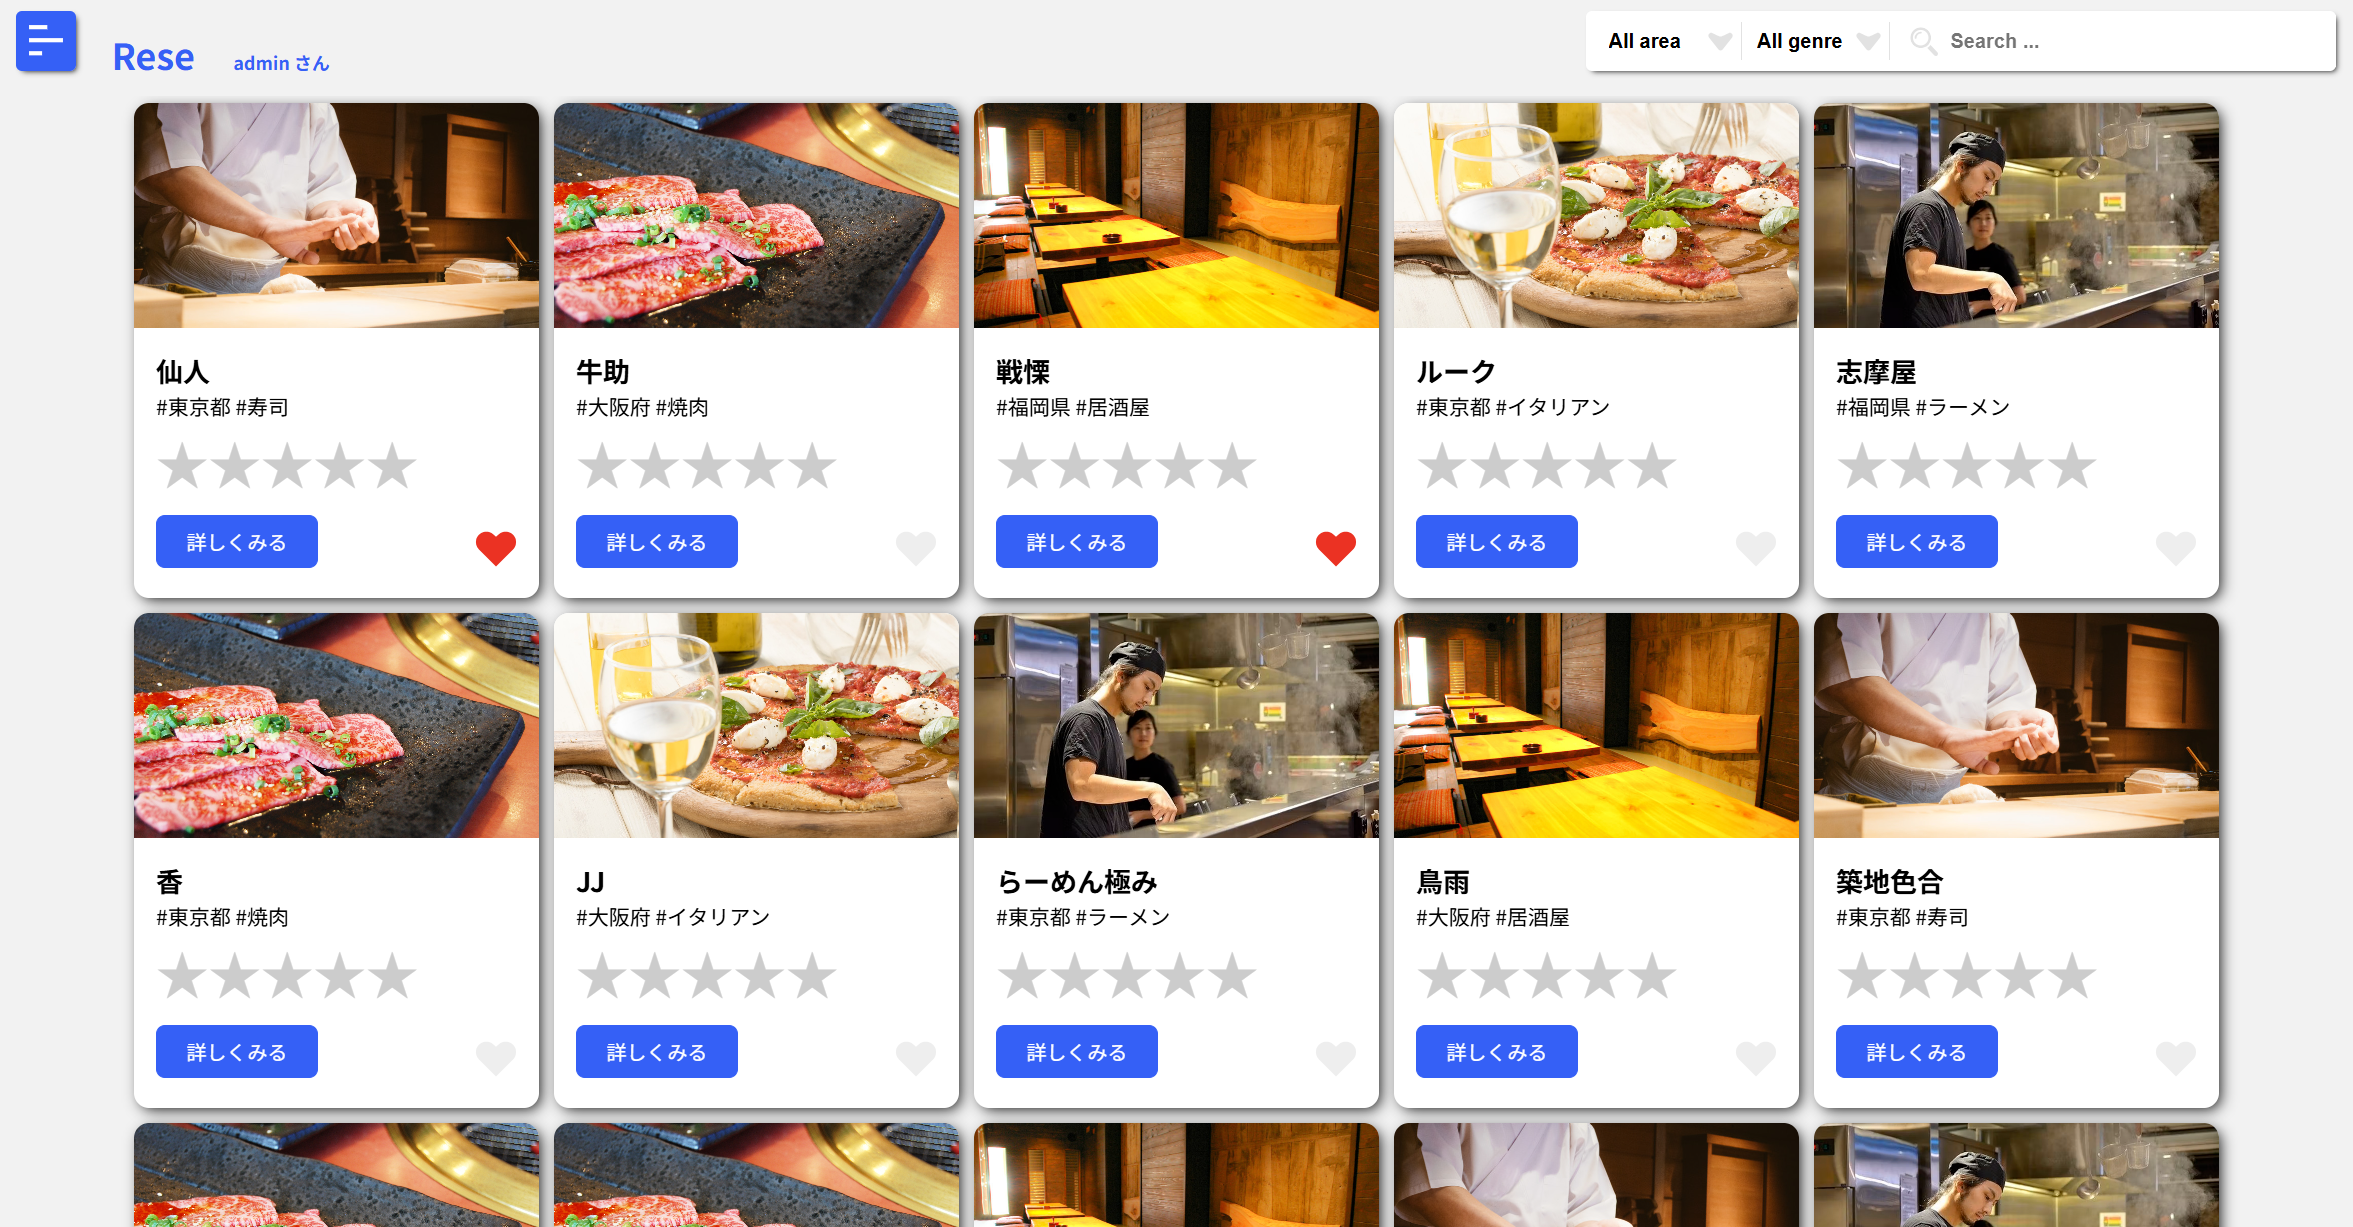 Rese
admin さん
All area
All genre
Search ...
仙人
#東京都 #寿司
詳しくみる
牛助
#大阪府 #焼肉
詳しくみる
戦慄
#福岡県 #居酒屋
詳しくみる
ルーク
#東京都 #イタリアン
詳しくみる
志摩屋
#福岡県 #ラーメン
詳しくみる
香
#東京都 #焼肉
詳しくみる
JJ
#大阪府 #イタリアン
詳しくみる
らーめん極み
#東京都 #ラーメン
詳しくみる
鳥雨
#大阪府 #居酒屋
詳しくみる
築地色合
#東京都 #寿司
詳しくみる